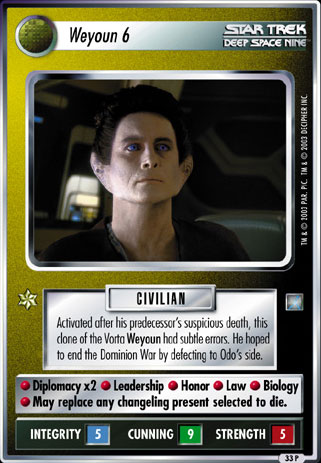 Weyoun 6
STAR TREK
DEEP SPACE NINE
™ & © 2003 PAR. PIC. TM & © 2003 DECIPHER INC.
CIVILIAN
Activated after his predecessor's suspicious death, this
clone of the Vorta Weyoun had subtle errors. He hoped
to end the Dominion War by defecting to Odo's side.
• Diplomacy x2 • Leadership • Honor • Law • Biology
• May replace any changeling present selected to die.
INTEGRITY 5 CUNNING 9 STRENGTH 5
33 P